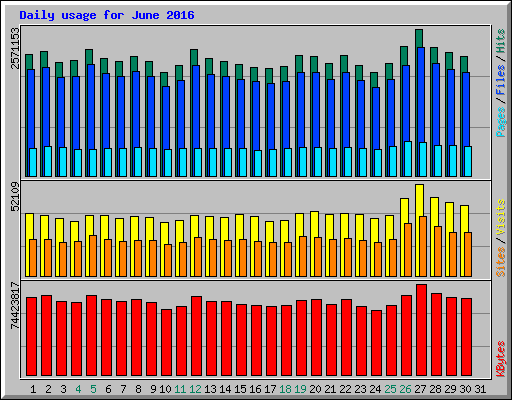 Daily usage for June 2016
2571153
Pages/Files/Hits
52109
Sites/Visits
74423817
KBytes
1 2 3 4 5 6 7 8 9 10 11 12 13 14 15 16 17 18 19 20 21 22 23 24 25 26 27 28 29 30 31